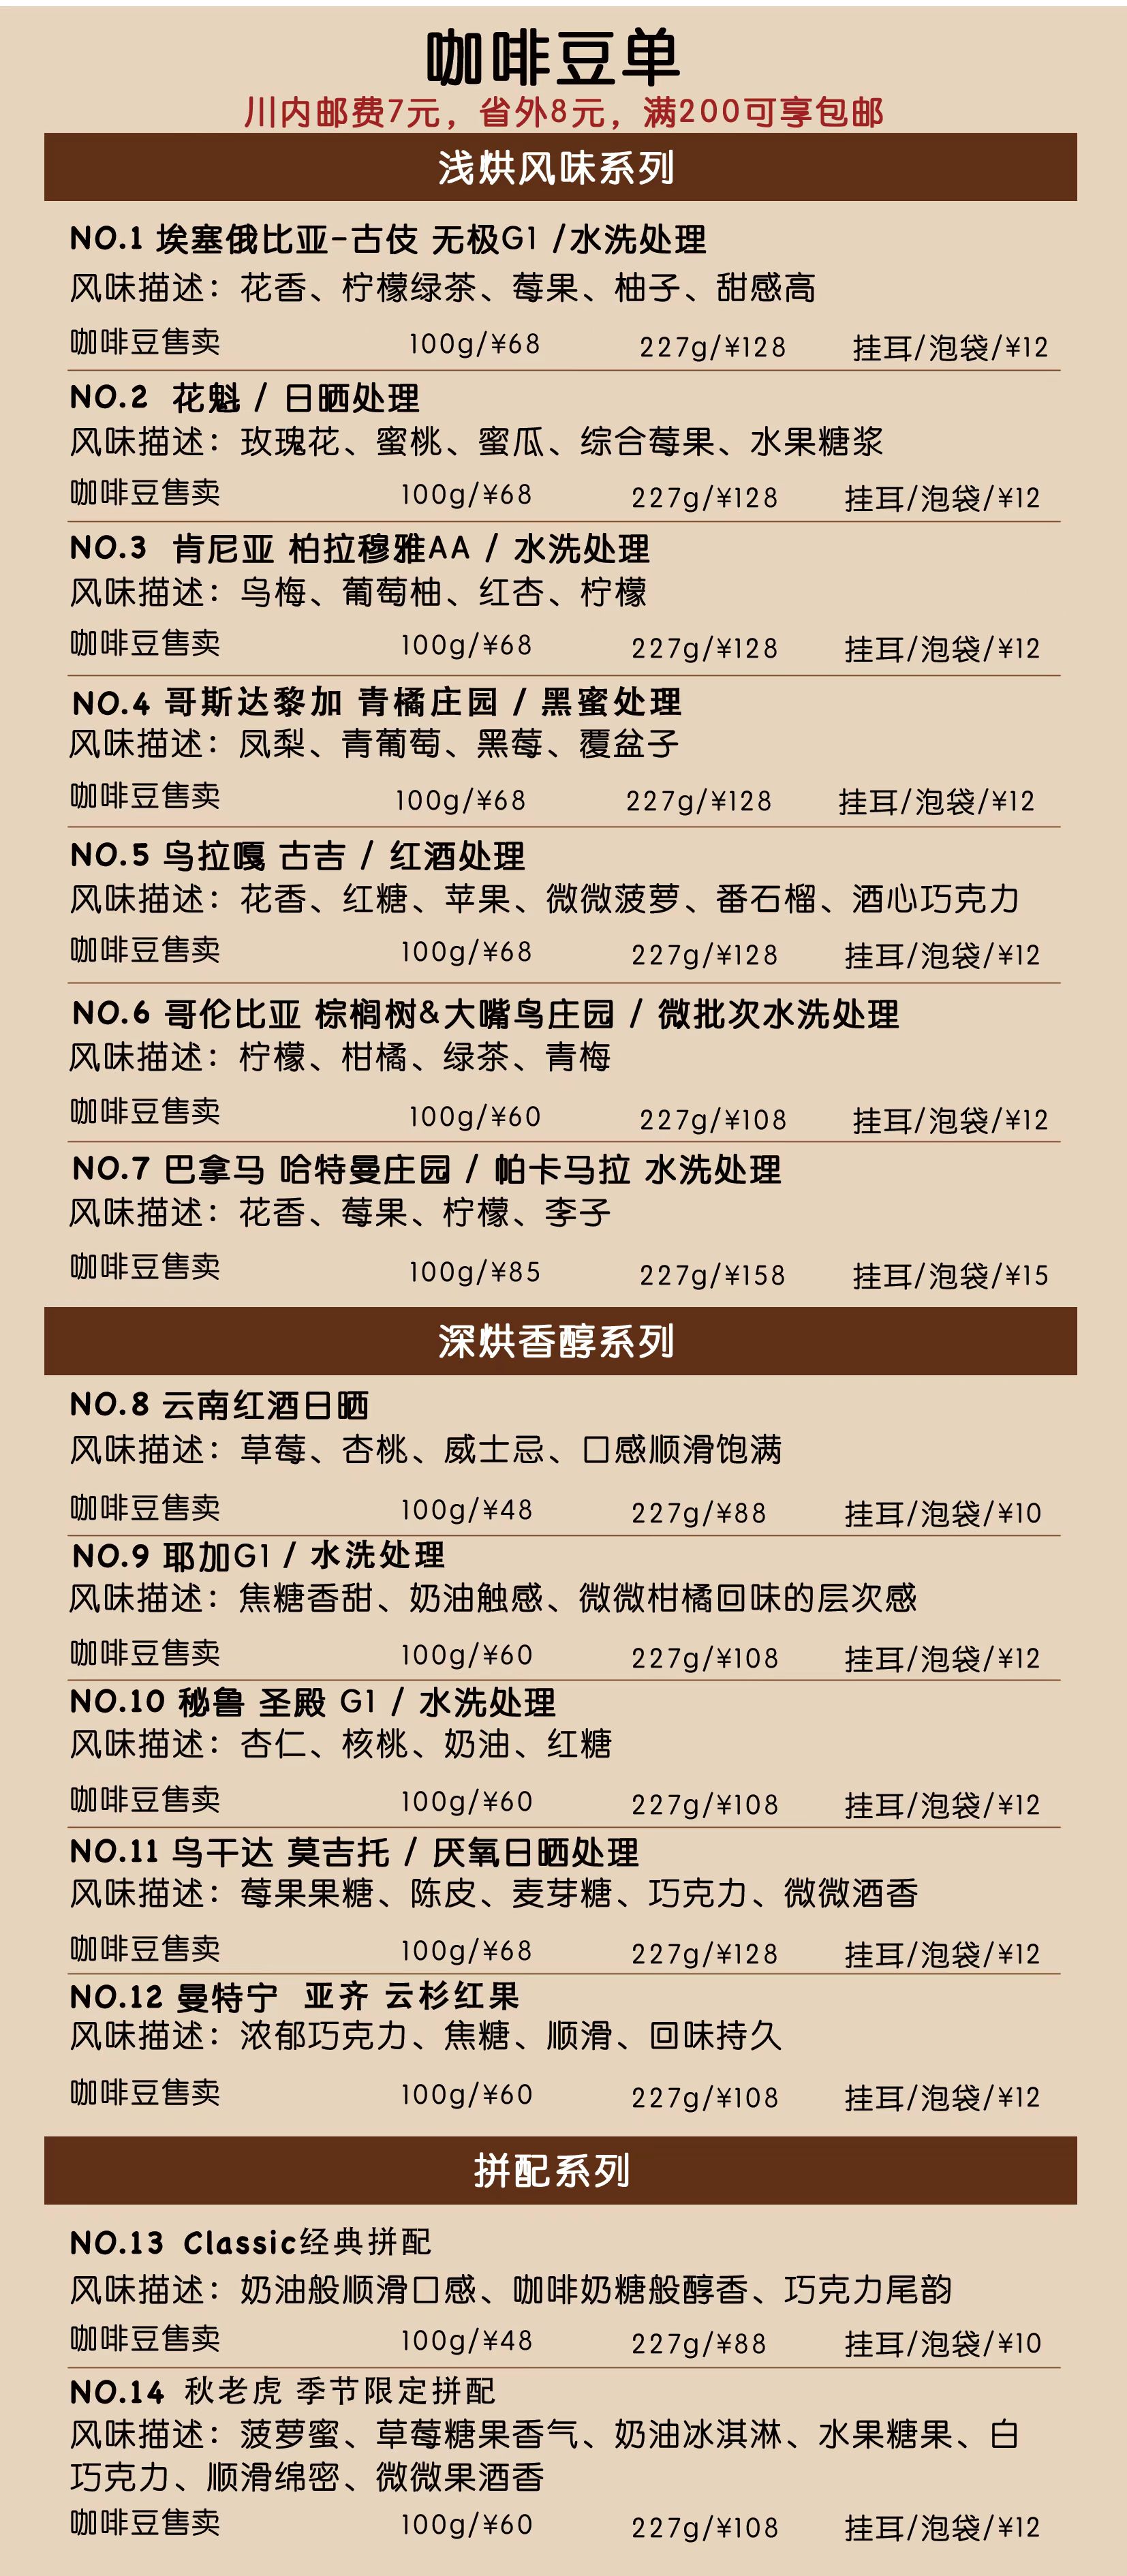 咖啡豆单
川内邮费7元，省外8元，满200可享包邮
浅烘风味系列
NO.1 埃塞俄比亚-古伎 无极G1 /水洗处理
风味描述：花香、柠檬绿茶、莓果、柚子、甜感高
咖啡豆售卖 100g/¥68 227g/¥128 挂耳/泡袋/¥12
NO.2 花魁 / 日晒处理
风味描述：玫瑰花、蜜桃、蜜瓜、综合莓果、水果糖浆
咖啡豆售卖 100g/¥68 227g/¥128 挂耳/泡袋/¥12
NO.3 肯尼亚 柏拉穆雅AA / 水洗处理
风味描述：乌梅、葡萄柚、红杏、柠檬
咖啡豆售卖 100g/¥68 227g/¥128 挂耳/泡袋/¥12
NO.4 哥斯达黎加 青橘庄园 / 黑蜜处理
风味描述：凤梨、青葡萄、黑莓、覆盆子
咖啡豆售卖 100g/¥68 227g/¥128 挂耳/泡袋/¥12
NO.5 乌拉嘎 古吉 / 红酒处理
风味描述：花香、红糖、苹果、微微菠萝、番石榴、酒心巧克力
咖啡豆售卖 100g/¥68 227g/¥128 挂耳/泡袋/¥12
NO.6 哥伦比亚 棕榈树&大嘴鸟庄园 / 微批次水洗处理
风味描述：柠檬、柑橘、绿茶、青梅
咖啡豆售卖 100g/¥60 227g/¥108 挂耳/泡袋/¥12
NO.7 巴拿马 哈特曼庄园 / 帕卡马拉 水洗处理
风味描述：花香、莓果、柠檬、李子
咖啡豆售卖 100g/¥85 227g/¥158 挂耳/泡袋/¥15
深烘香醇系列
NO.8 云南红酒日晒
风味描述：草莓、杏桃、威士忌、口感顺滑饱满
咖啡豆售卖 100g/¥48 227g/¥88 挂耳/泡袋/¥10
NO.9 耶加G1 / 水洗处理
风味描述：焦糖香甜、奶油触感、微微柑橘回味的层次感
咖啡豆售卖 100g/¥60 227g/¥108 挂耳/泡袋/¥12
NO.10 秘鲁 圣殿 G1 / 水洗处理
风味描述：杏仁、核桃、奶油、红糖
咖啡豆售卖 100g/¥60 227g/¥108 挂耳/泡袋/¥12
NO.11 乌干达 莫吉托 / 厌氧日晒处理
风味描述：莓果果糖、陈皮、麦芽糖、巧克力、微微酒香
咖啡豆售卖 100g/¥68 227g/¥128 挂耳/泡袋/¥12
NO.12 曼特宁 亚齐 云杉红果
风味描述：浓郁巧克力、焦糖、顺滑、回味持久
咖啡豆售卖 100g/¥60 227g/¥108 挂耳/泡袋/¥12
拼配系列
NO.13 Classic经典拼配
风味描述：奶油般顺滑口感、咖啡奶糖般醇香、巧克力尾韵
咖啡豆售卖 100g/¥48 227g/¥88 挂耳/泡袋/¥10
NO.14 秋老虎 季节限定拼配
风味描述：菠萝蜜、草莓糖果香气、奶油冰淇淋、水果糖果、白
巧克力、顺滑绵密、微微果酒香
咖啡豆售卖 100g/¥60 227g/¥108 挂耳/泡袋/¥12